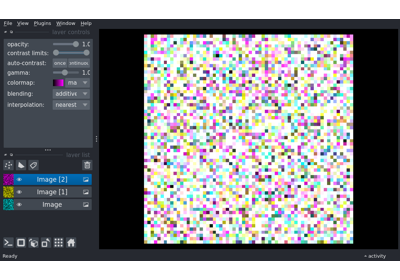 File View Plugins Window Help
layer controls
opacity: 1.0
contrast limits:
auto-contrast: once
gamma: 1.0
colormap: ma
blending: additive
interpolation: nearest
layer list
Image [2]
Image [1]
Image
Ready activity